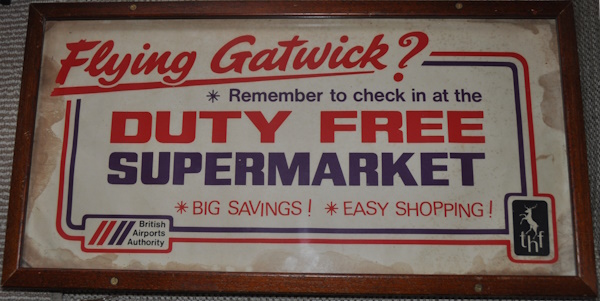 Flying Gatwick?
* Remember to check in at the
DUTY FREE
SUPERMARKET
* BIG SAVINGS! * EASY SHOPPING!
British
Airports
Authority
thf